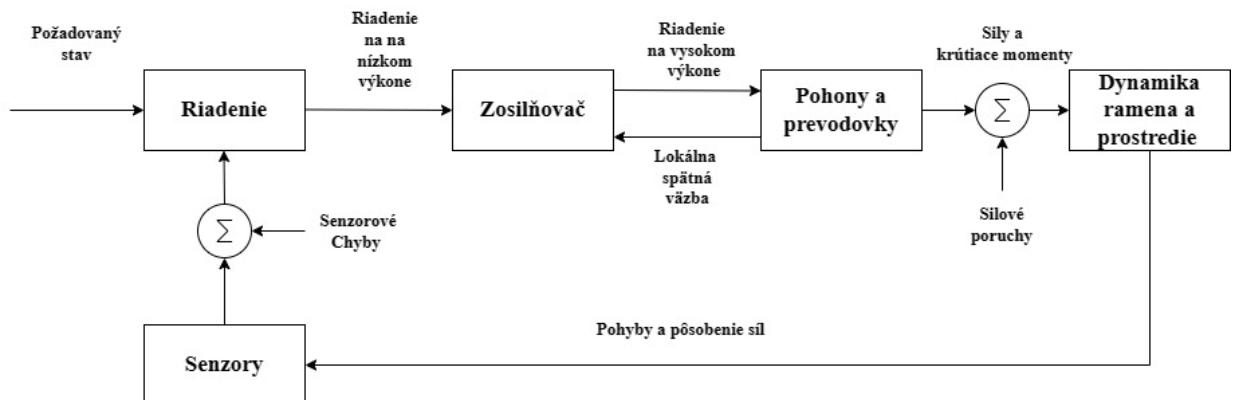 Požadovaný
stav
Riadenie
na na
nízkom
výkone
Riadenie
na vysokom
výkone
Sily a
krútiace momenty
Riadenie
Zosilňovač
Pohony a
prevodovky
Σ
Dynamika
ramena a
prostredie
Lokálna
spätná
väzba
Σ
Senzorové
Chyby
Silové
poruchy
Pohyby a pôsobenie síl
Senzory